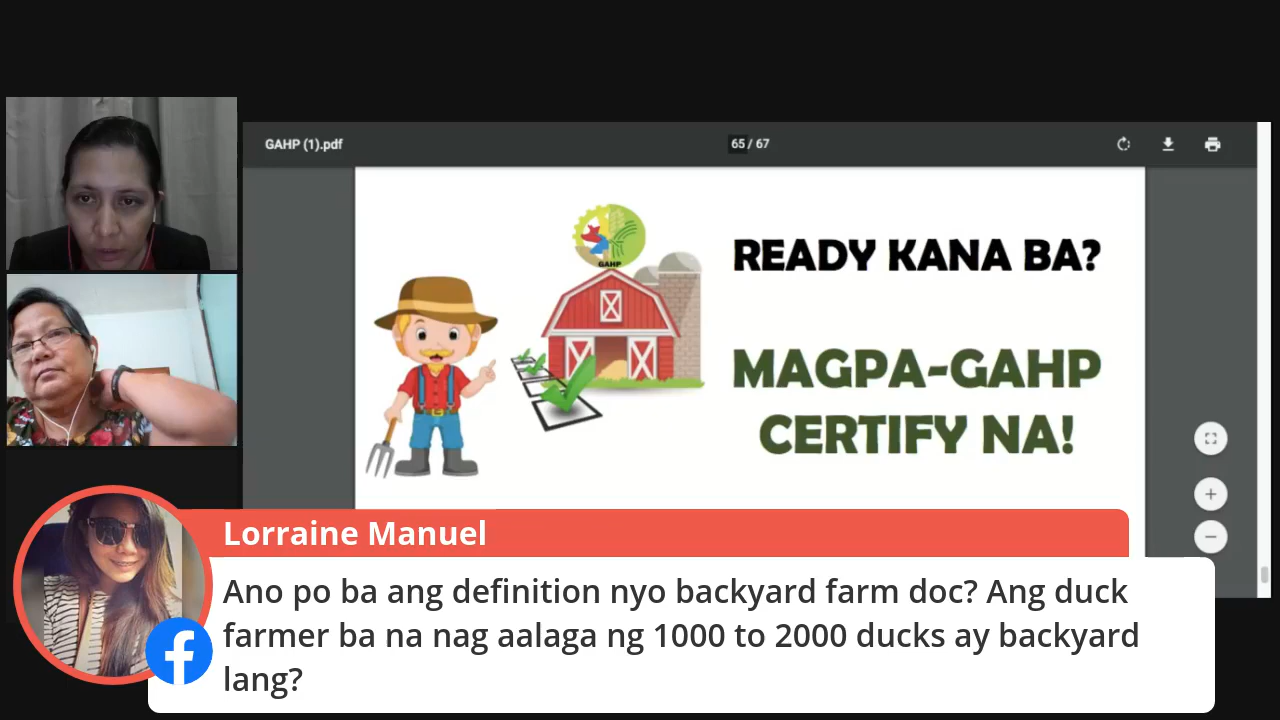 GAHP (1).pdf
65 / 67
GAHP
READY KANA BA?
MAGPA-GAHP
CERTIFY NA!
Lorraine Manuel
Ano po ba ang definition nyo backyard farm doc? Ang duck
farmer ba na nag aalaga ng 1000 to 2000 ducks ay backyard
lang?